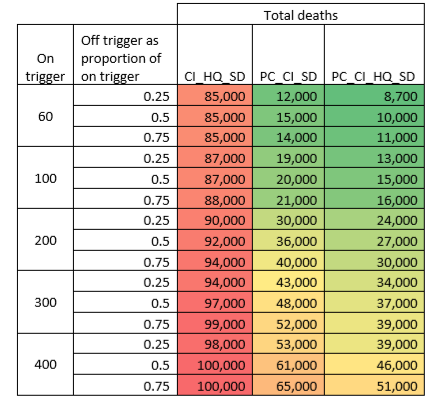 Total deaths
On trigger Off trigger as proportion of on trigger CI_HQ_SD PC_CI_SD PC_CI_HQ_SD
60 0.25 85,000 12,000 8,700
0.5 85,000 15,000 10,000
0.75 85,000 14,000 11,000
100 0.25 87,000 19,000 13,000
0.5 87,000 20,000 15,000
0.75 88,000 21,000 16,000
200 0.25 90,000 30,000 24,000
0.5 92,000 36,000 27,000
0.75 94,000 40,000 30,000
300 0.25 94,000 43,000 34,000
0.5 97,000 48,000 37,000
0.75 99,000 52,000 39,000
400 0.25 98,000 53,000 39,000
0.5 100,000 61,000 46,000
0.75 100,000 65,000 51,000